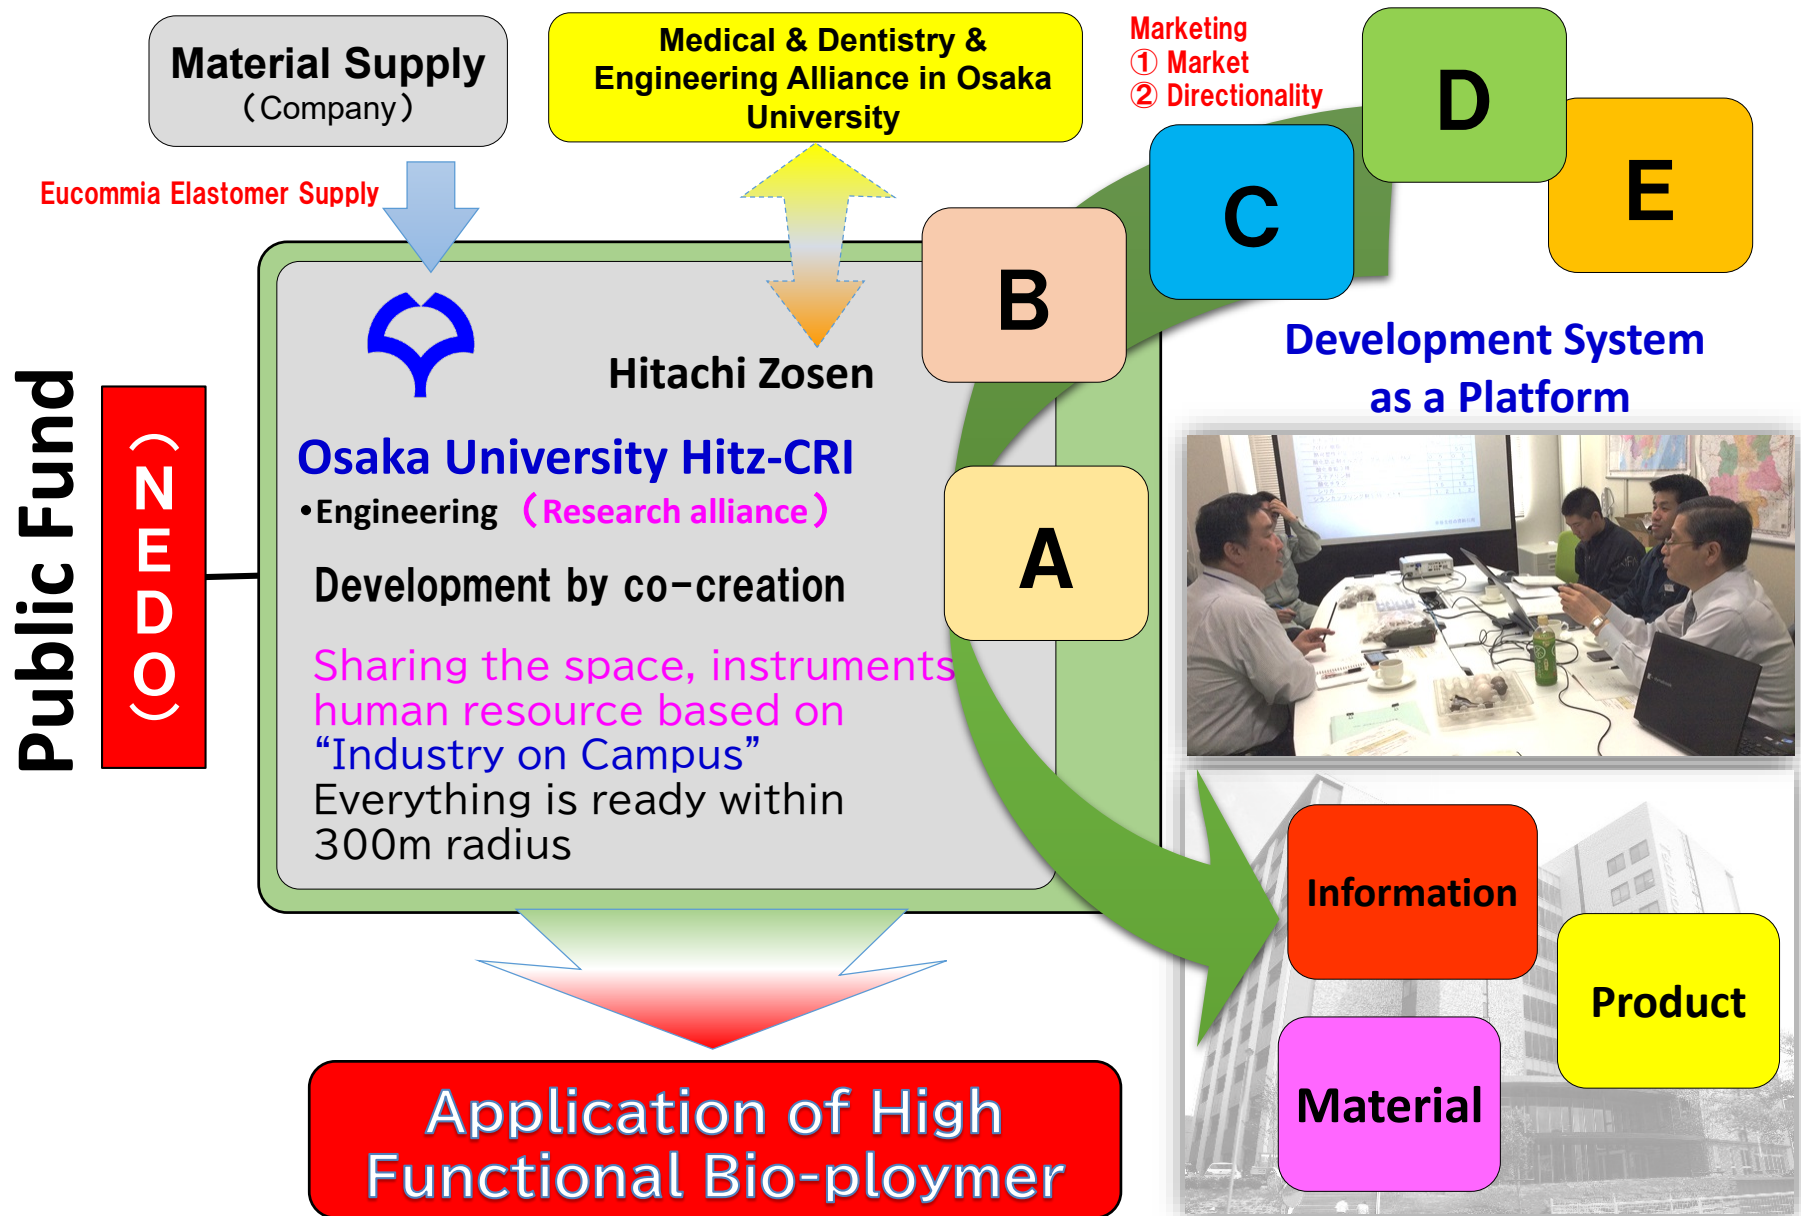 Material Supply
（Company）
Medical & Dentistry &
Engineering Alliance in Osaka
University
Marketing
① Market
② Directionality
Eucommia Elastomer Supply
A
B
C
D
E
Public Fund
（NEDO）
Hitachi Zosen
Osaka University Hitz-CRI
•Engineering （Research alliance）
Development by co-creation
Sharing the space, instruments
human resource based on
“Industry on Campus”
Everything is ready within
300m radius
Development System
as a Platform
Information
Product
Material
Application of High
Functional Bio-ploymer